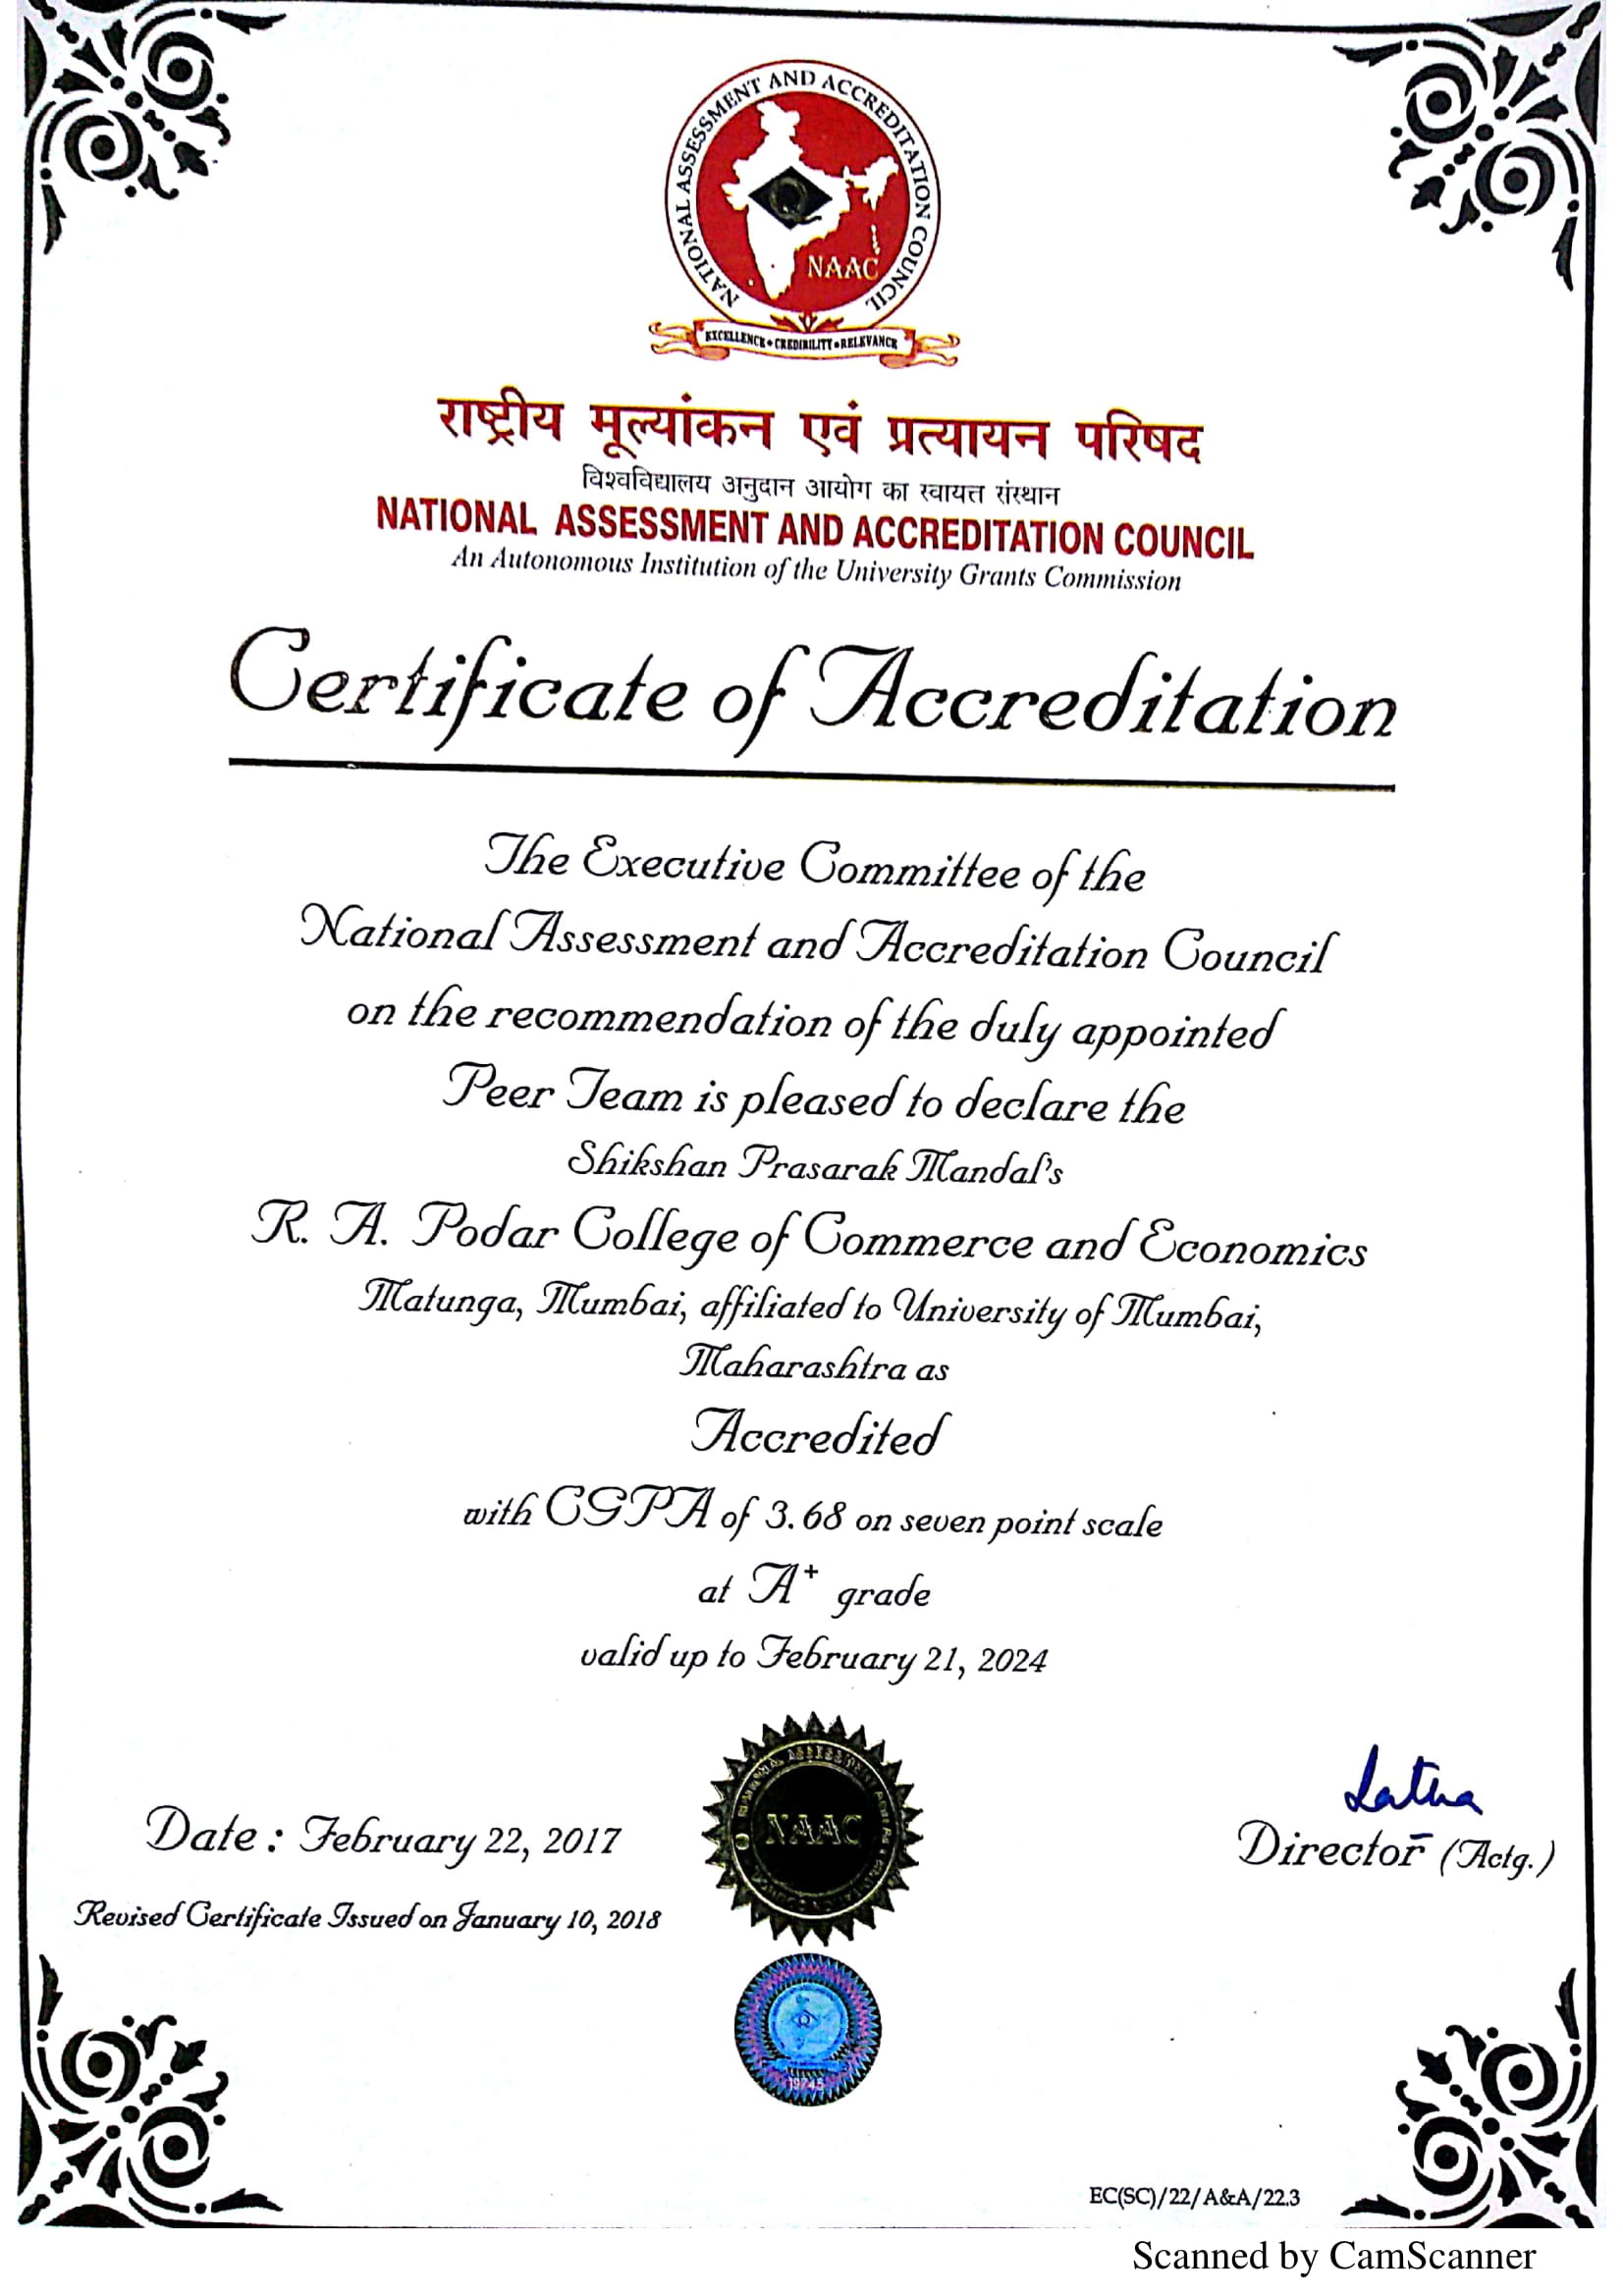 NATIONAL ASSESSMENT AND ACCREDITATION COUNCIL
NAAC
EXCELLENCE • CREDIBILITY • RELEVANCE
राष्ट्रीय मूल्यांकन एवं प्रत्यायन परिषद
विश्वविद्यालय अनुदान आयोग का स्वायत्त संस्थान
NATIONAL ASSESSMENT AND ACCREDITATION COUNCIL
An Autonomous Institution of the University Grants Commission
Certificate of Accreditation
The Executive Committee of the
National Assessment and Accreditation Council
on the recommendation of the duly appointed
Peer Team is pleased to declare the
Shikshan Prasarak Mandal's
R. A. Podar College of Commerce and Economics
Matunga, Mumbai, affiliated to University of Mumbai,
Maharashtra as
Accredited
with CGPA of 3.68 on seven point scale
at A+ grade
valid up to February 21, 2024
Latha
Date : February 22, 2017
Director (Actg.)
Revised Certificate Issued on January 10, 2018
NAAC
EC(SC)/22/A&A/22.3
Scanned by CamScanner